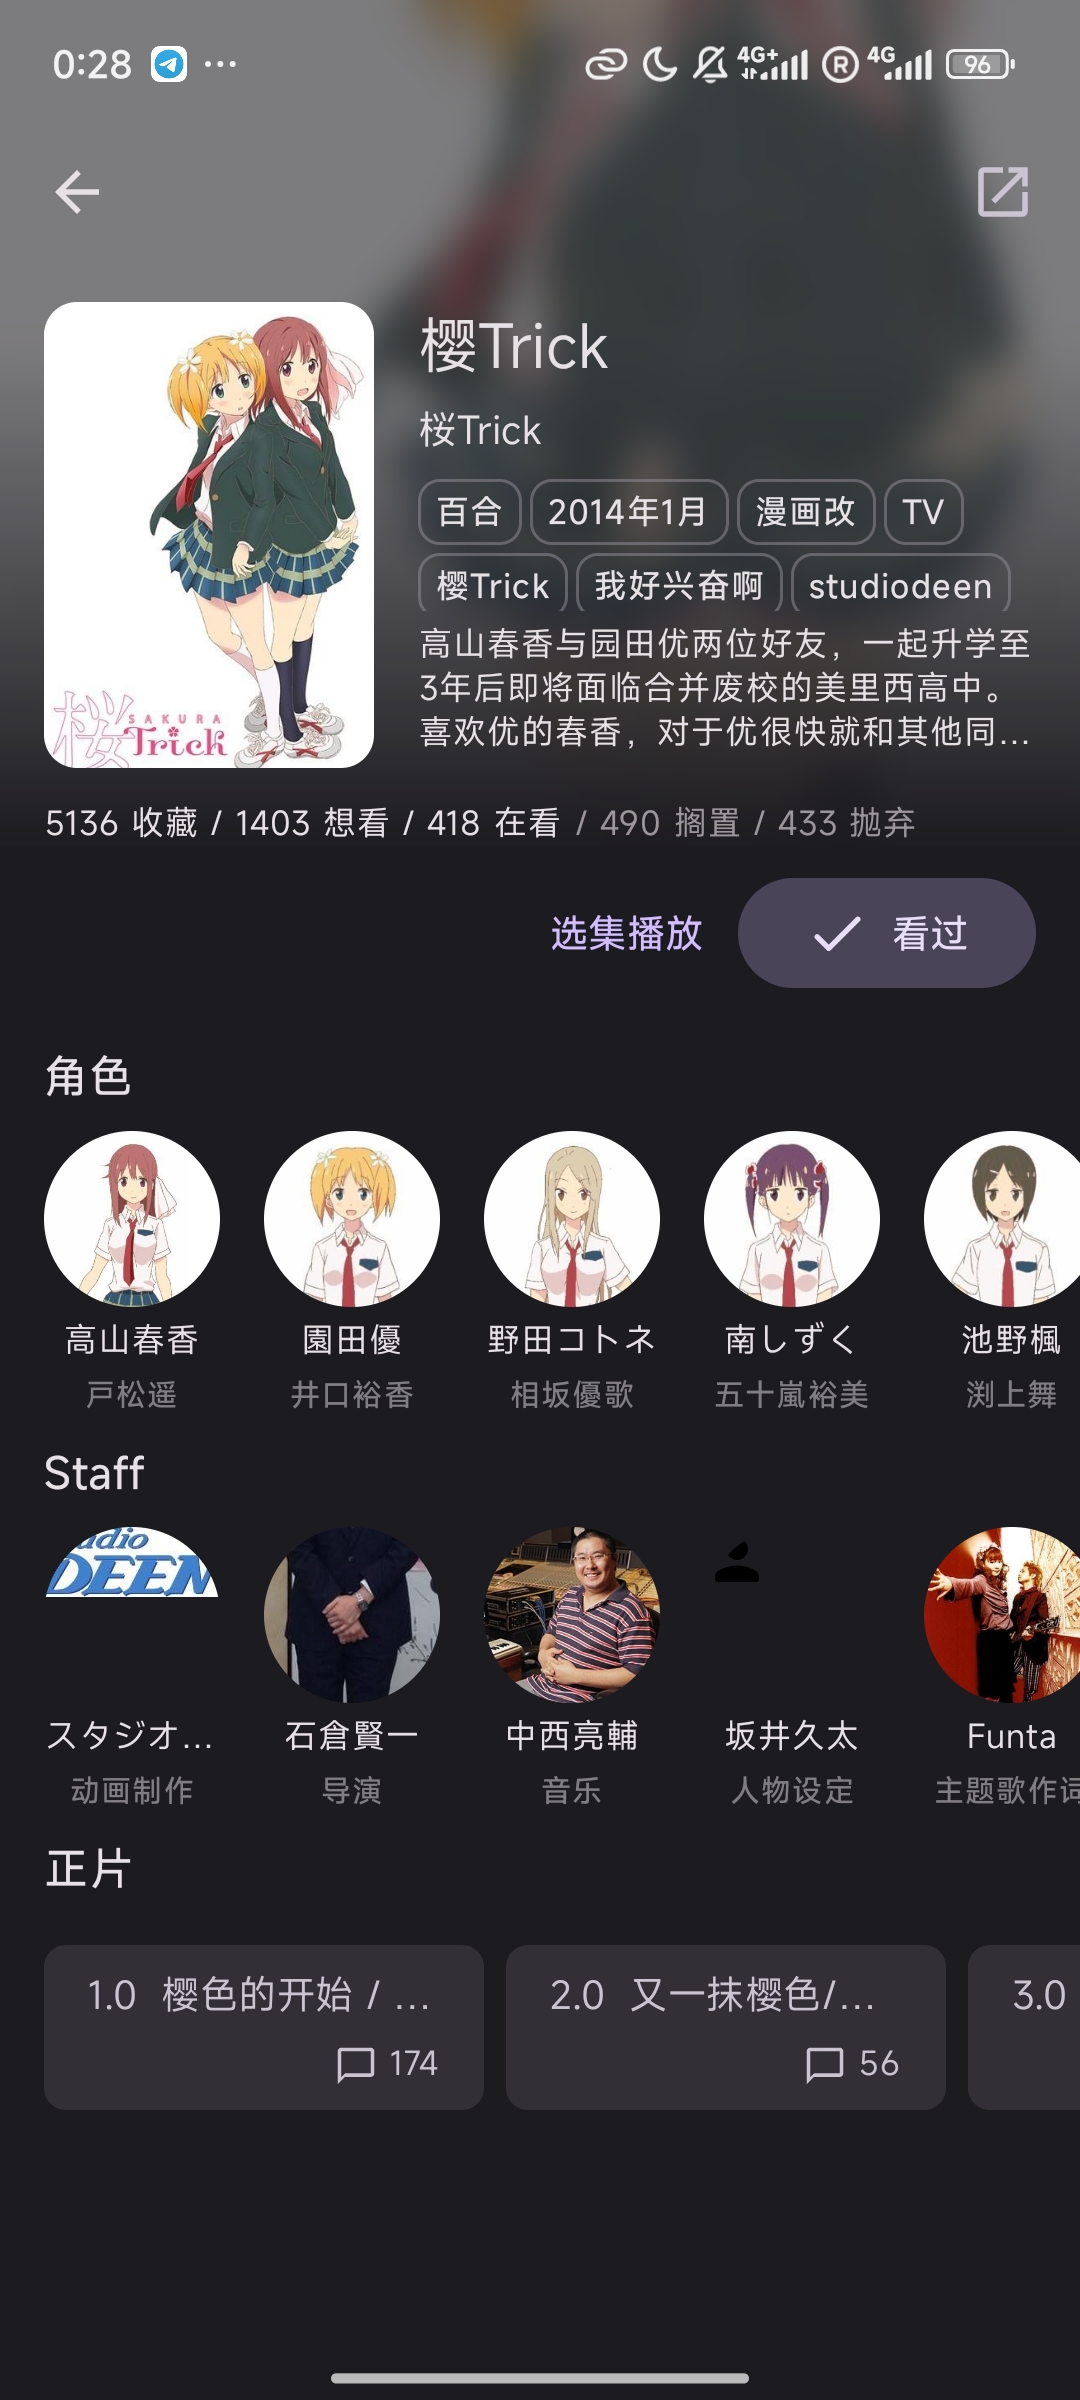 0:28 ··· 4G+ R 4G 96
樱Trick
桜Trick
百合 2014年1月 漫画改 TV
樱Trick 我好兴奋啊 studiodeen
高山春香与园田优两位好友，一起升学至
3年后即将面临合并废校的美里西高中。
喜欢优的春香，对于优很快就和其他同…
桜 SAKURA Trick
5136 收藏 / 1403 想看 / 418 在看 / 490 搁置 / 433 抛弃
选集播放 看过
角色
高山春香 園田優 野田コトネ 南しずく 池野楓
戸松遥 井口裕香 相坂優歌 五十嵐裕美 渕上舞
Staff
udio
DEEN
スタジオ… 石倉賢一 中西亮輔 坂井久太 Funta
动画制作 导演 音乐 人物设定 主题歌作词
正片
1.0 樱色的开始 / … 2.0 又一抹樱色/… 3.0
174 56